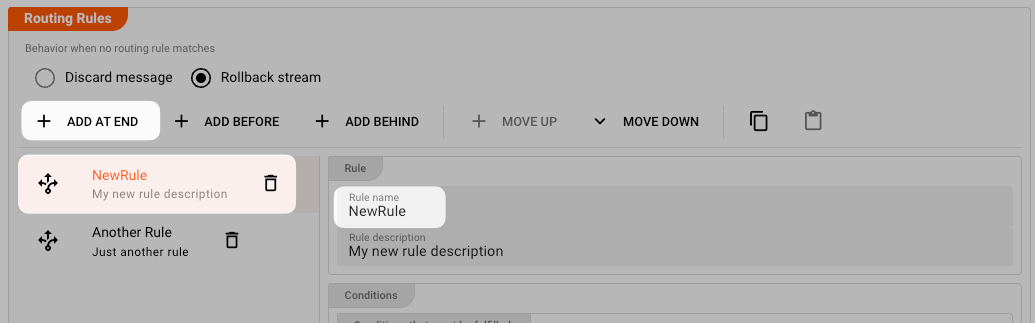 Routing Rules
Behavior when no routing rule matches
Discard message
Rollback stream
ADD AT END
ADD BEFORE
ADD BEHIND
MOVE UP
MOVE DOWN
NewRule
My new rule description
Another Rule
Just another rule
Rule
Rule name
NewRule
Rule description
My new rule description
Conditions